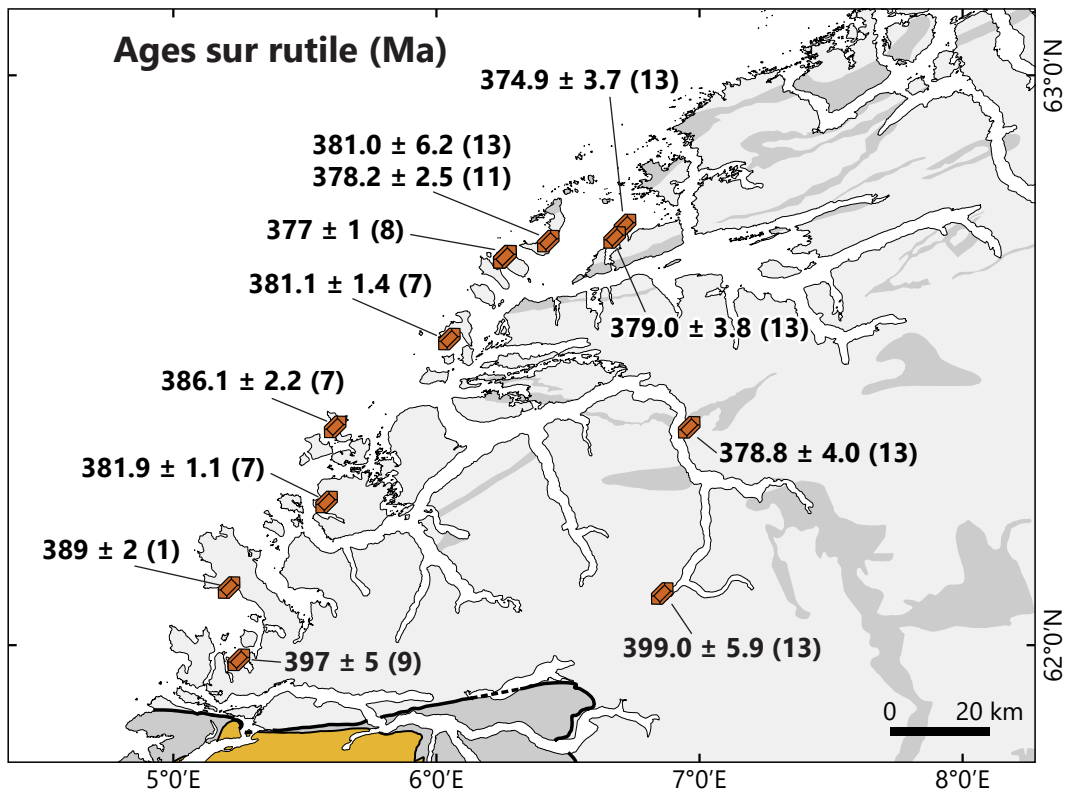 Ages sur rutile (Ma)
374.9 ± 3.7 (13)
381.0 ± 6.2 (13)
378.2 ± 2.5 (11)
377 ± 1 (8)
381.1 ± 1.4 (7)
379.0 ± 3.8 (13)
386.1 ± 2.2 (7)
378.8 ± 4.0 (13)
381.9 ± 1.1 (7)
389 ± 2 (1)
399.0 ± 5.9 (13)
397 ± 5 (9)
0 20 km
63°0'N
62°0'N
5°0'E 6°0'E 7°0'E 8°0'E